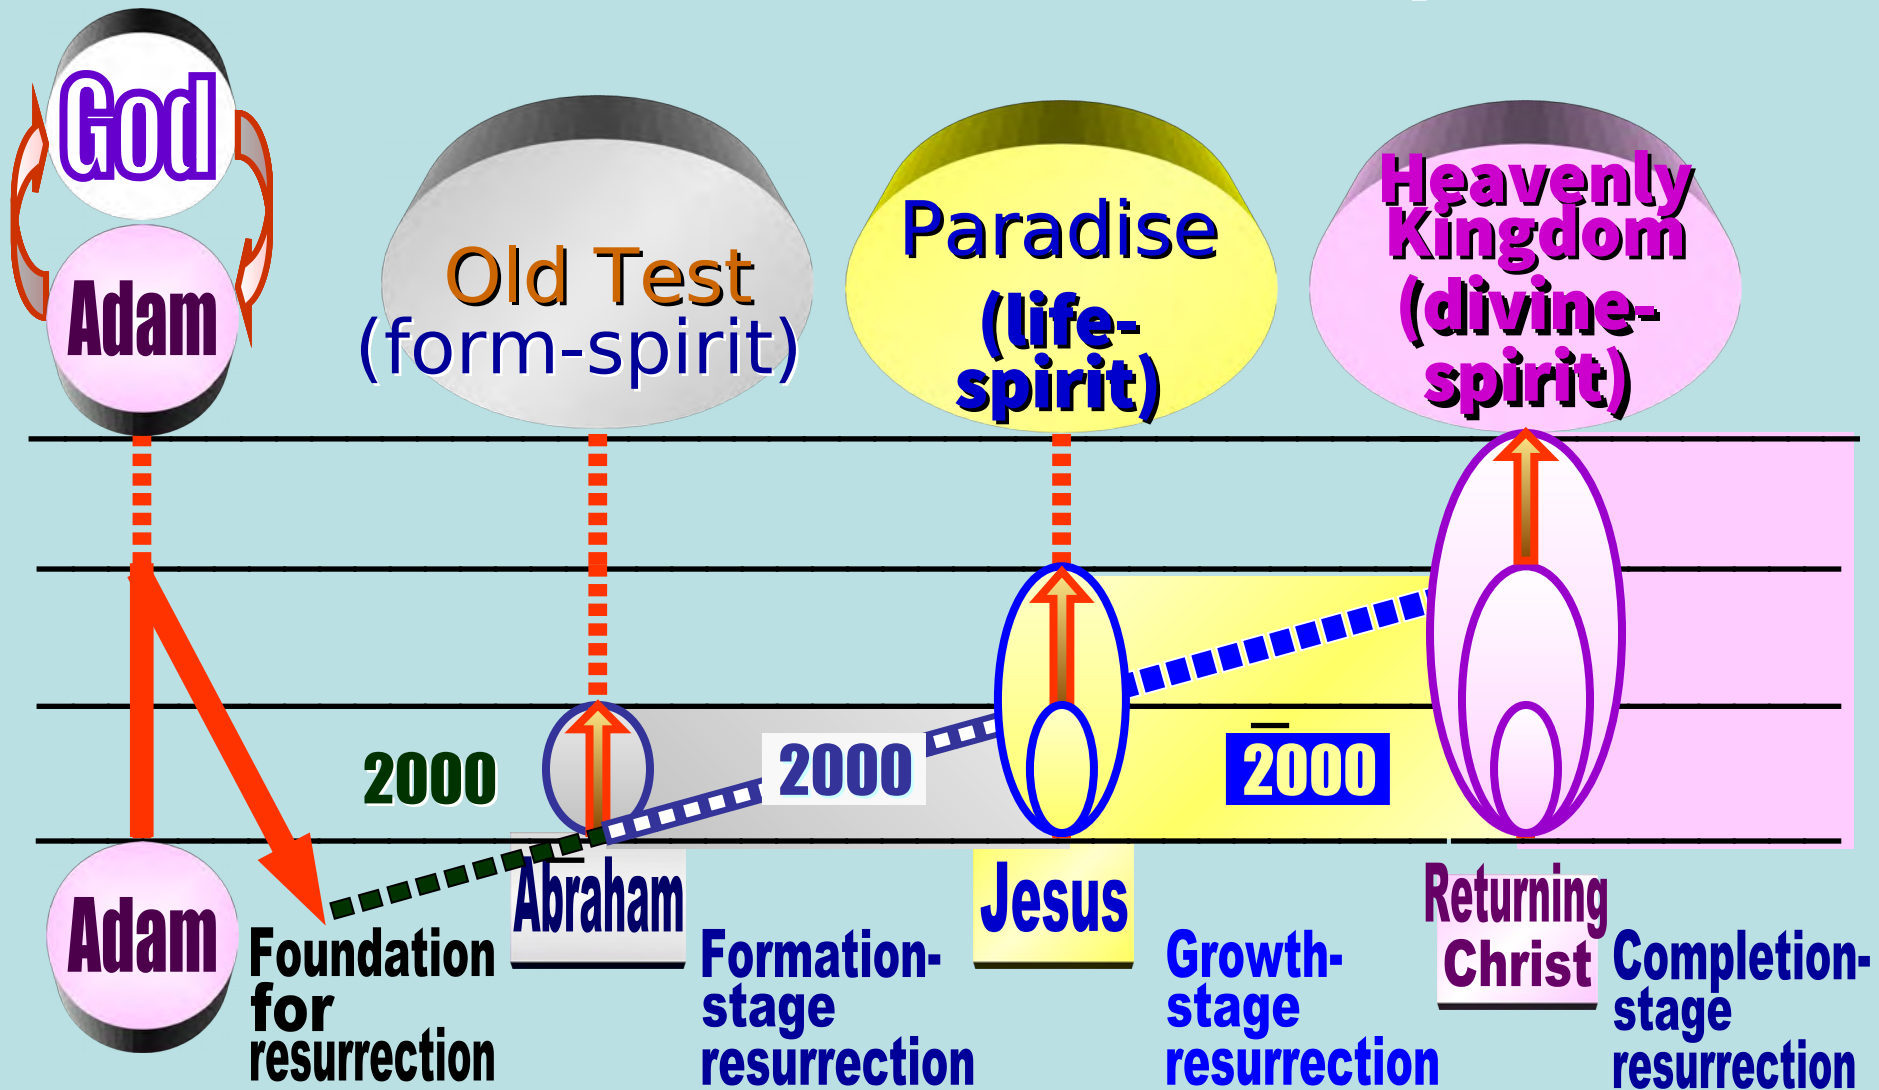 God
Adam
Old Test
(form-spirit)
Paradise
(life-
spirit)
Heavenly
Kingdom
(divine-
spirit)
2000
2000
2000
Adam
Foundation
for
resurrection
Abraham
Formation-
stage
resurrection
Jesus
Growth-
stage
resurrection
Returning
Christ
Completion-
stage
resurrection